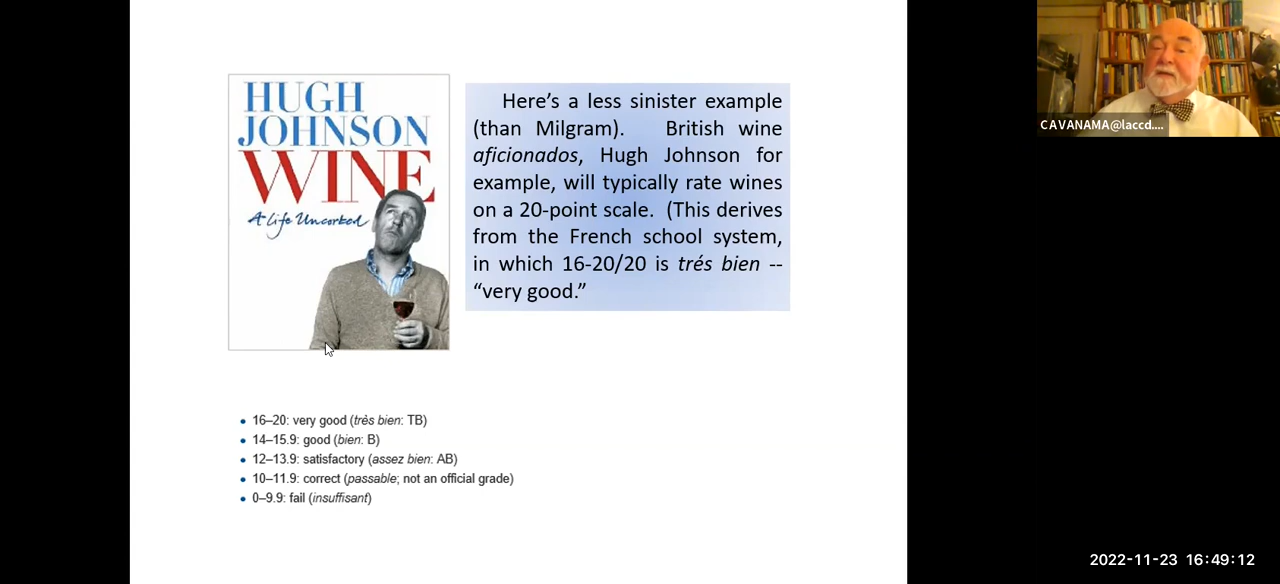 HUGH
JOHNSON
WINE
A Life Uncorked
Here’s a less sinister example
(than Milgram). British wine
aficionados, Hugh Johnson for
example, will typically rate wines
on a 20-point scale. (This derives
from the French school system,
in which 16-20/20 is trés bien --
“very good.”
• 16–20: very good (très bien: TB)
• 14–15.9: good (bien: B)
• 12–13.9: satisfactory (assez bien: AB)
• 10–11.9: correct (passable; not an official grade)
• 0–9.9: fail (insuffisant)
CAVANAMA@laccd....
2022-11-23 16:49:12